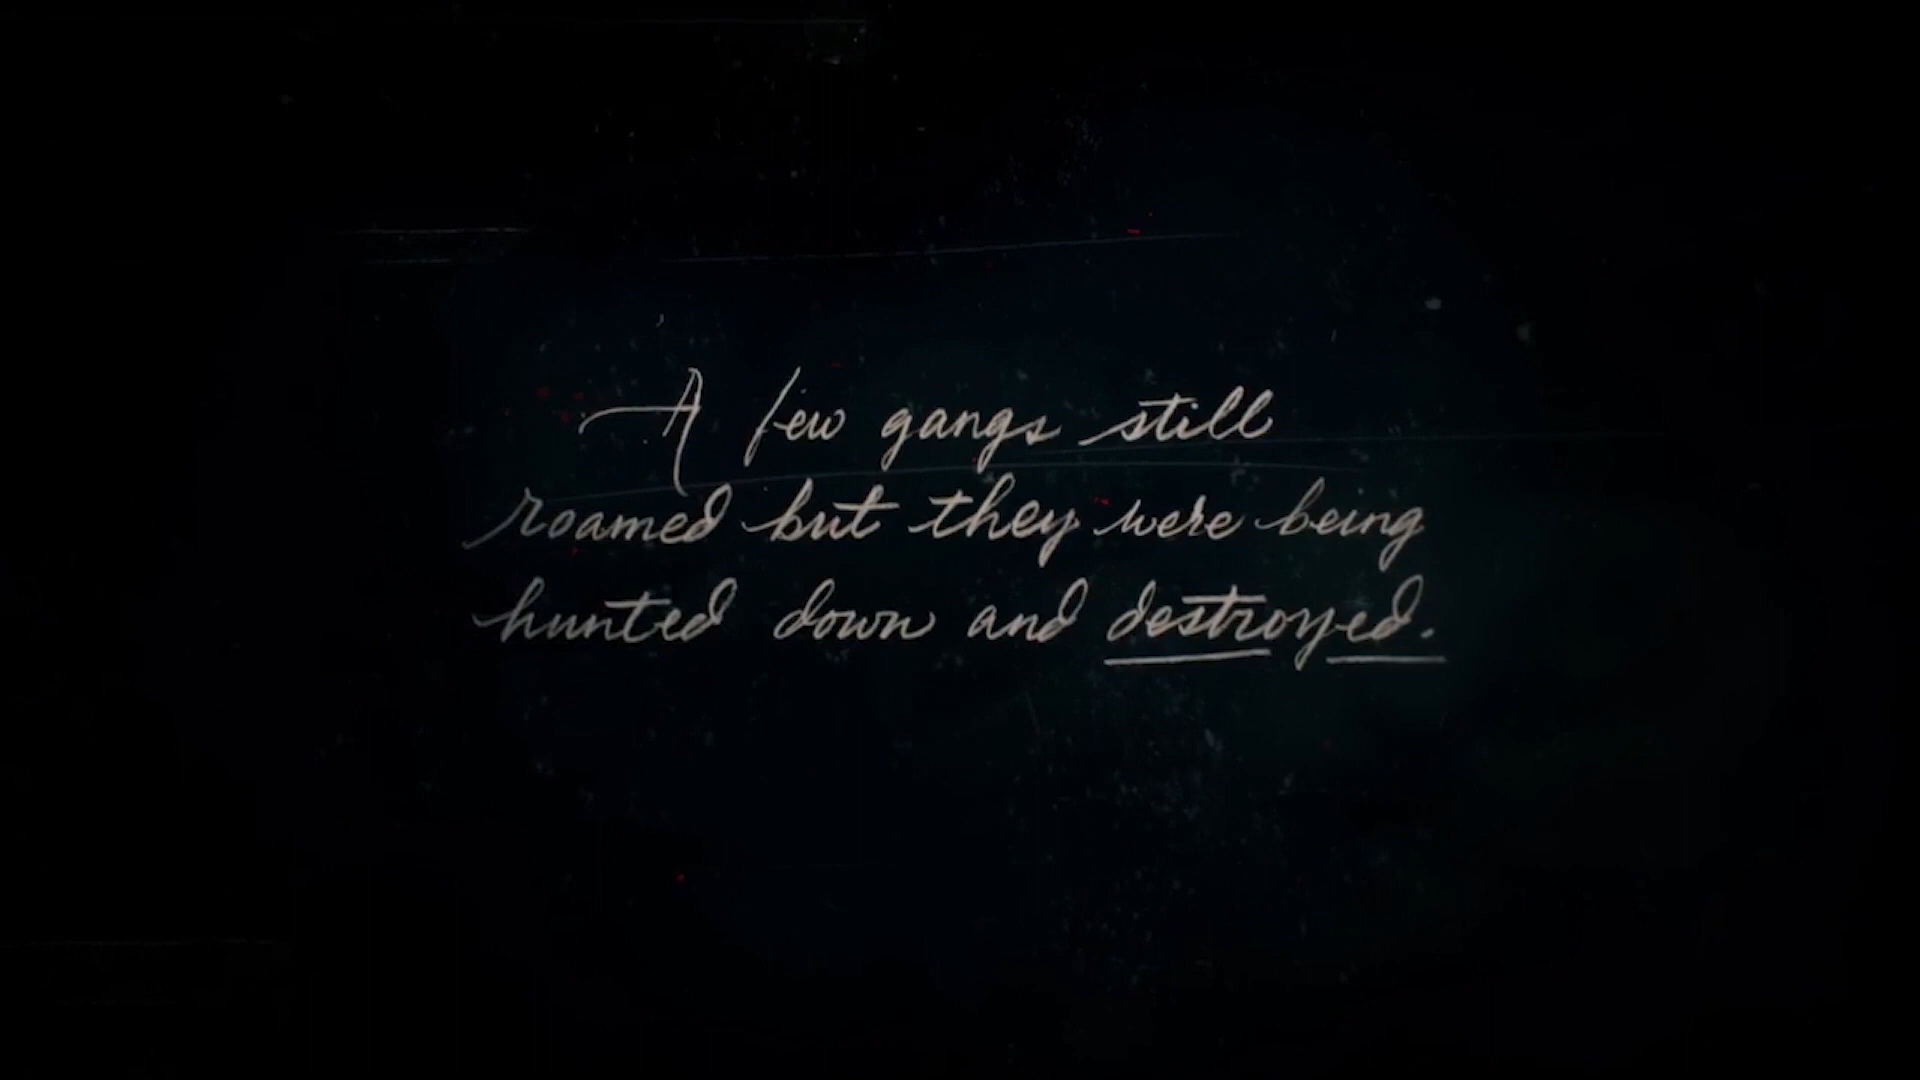 A few gangs still
roamed but they were being
hunted down and destroyed.